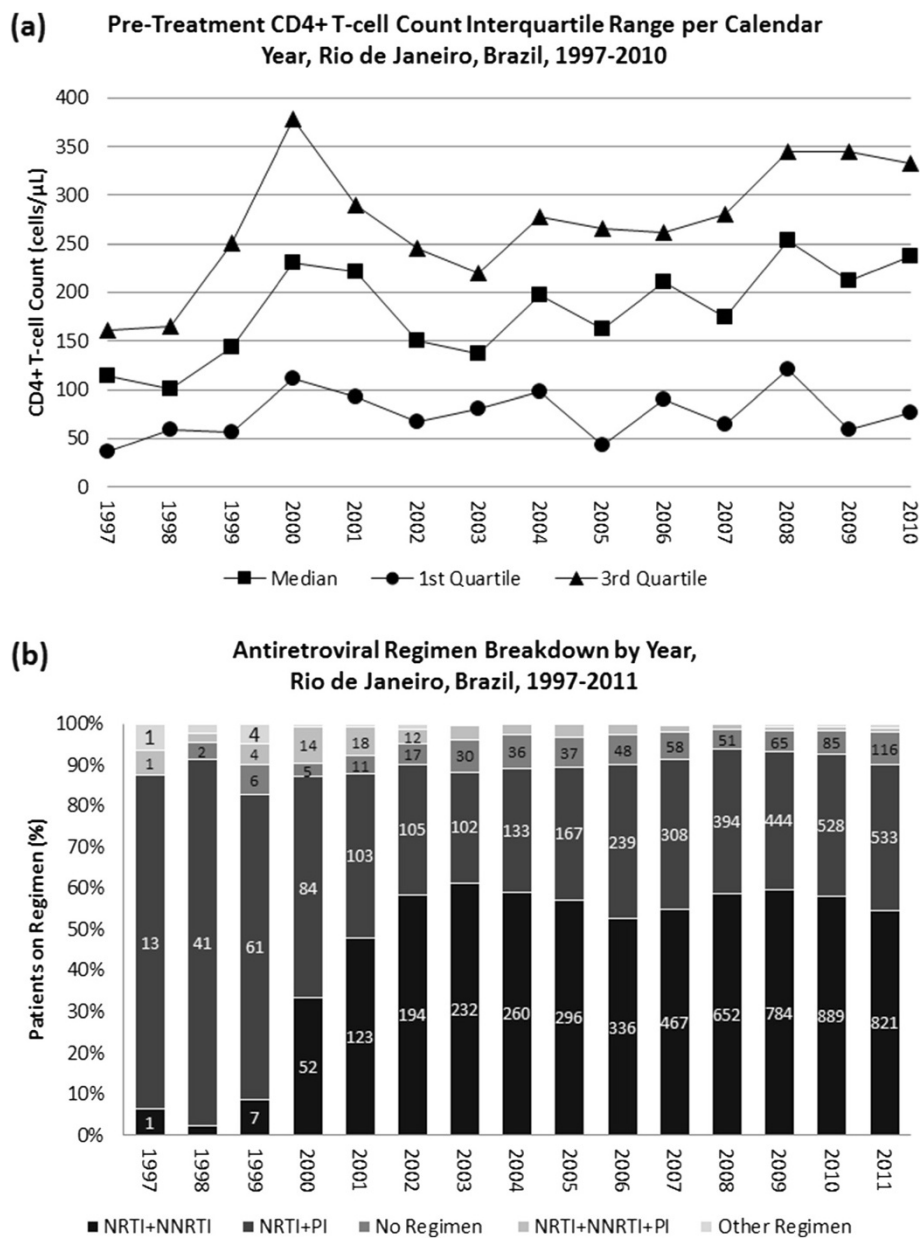 (a) Pre-Treatment CD4+ T-cell Count Interquartile Range per Calendar
Year, Rio de Janeiro, Brazil, 1997-2010
CD4+ T-cell Count (cells/µL)
400
350
300
250
200
150
100
50
0
1997 1998 1999 2000 2001 2002 2003 2004 2005 2006 2007 2008 2009 2010
Median 1st Quartile 3rd Quartile
(b) Antiretroviral Regimen Breakdown by Year,
Rio de Janeiro, Brazil, 1997-2011
Patients on Regimen (%)
100%
90%
80%
70%
60%
50%
40%
30%
20%
10%
0%
1 4 12
1 4 14 18
2 6 5 11 17 30 36 37 48 58 51 65 85 116
13 41 61 84 103 105 102 133 167 239 308 394 444 528 533
1 7 52 123 194 232 260 296 336 467 652 784 889 821
1997 1998 1999 2000 2001 2002 2003 2004 2005 2006 2007 2008 2009 2010 2011
NRTI+NNRTI NRTI+PI No Regimen NRTI+NNRTI+PI Other Regimen